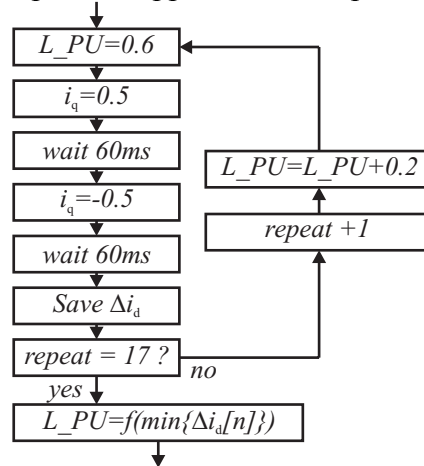 L_PU=0.6
i_q=0.5
wait 60ms
i_q=-0.5
wait 60ms
Save Δi_d
repeat = 17 ?
no
yes
L_PU=f(min{Δi_d[n]})
L_PU=L_PU+0.2
repeat +1